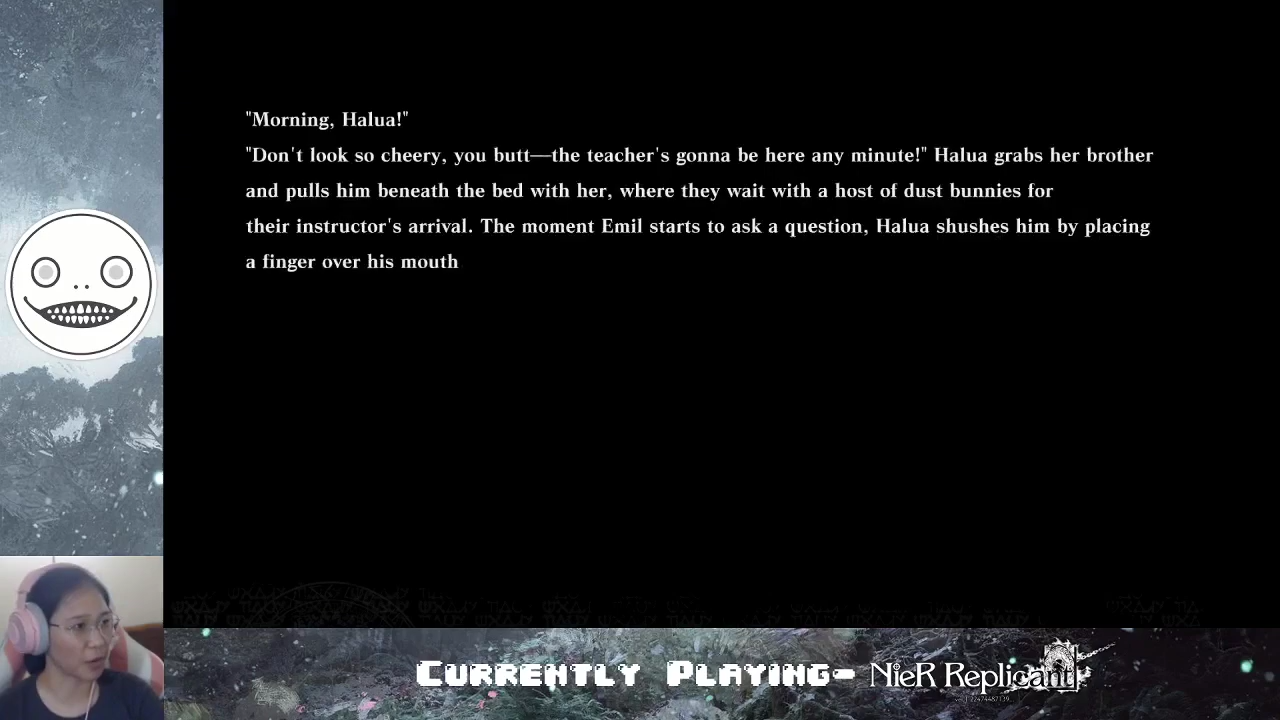 "Morning, Halua!"
"Don't look so cheery, you butt—the teacher's gonna be here any minute!" Halua grabs her brother
and pulls him beneath the bed with her, where they wait with a host of dust bunnies for
their instructor's arrival. The moment Emil starts to ask a question, Halua shushes him by placing
a finger over his mouth
Currently Playing- NieR Replicant